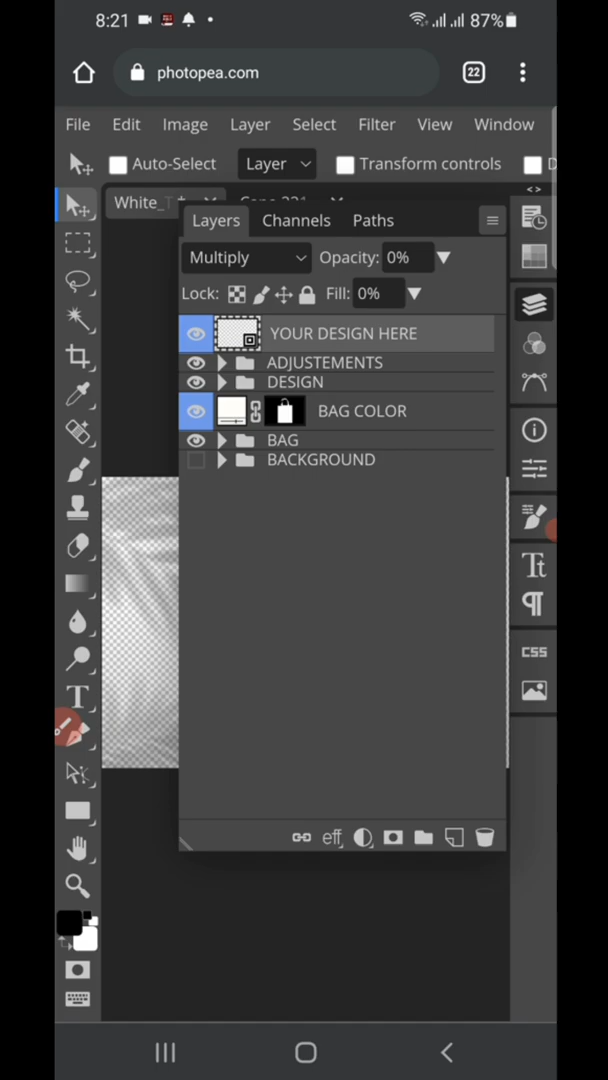 8:21 87%
photopea.com 22
File Edit Image Layer Select Filter View Window
Auto-Select Layer Transform controls D
White_
Layers Channels Paths
Multiply Opacity: 0%
Lock: Fill: 0%
YOUR DESIGN HERE
ADJUSTEMENTS
DESIGN
BAG COLOR
BAG
BACKGROUND
Tt
CSS
T
eff